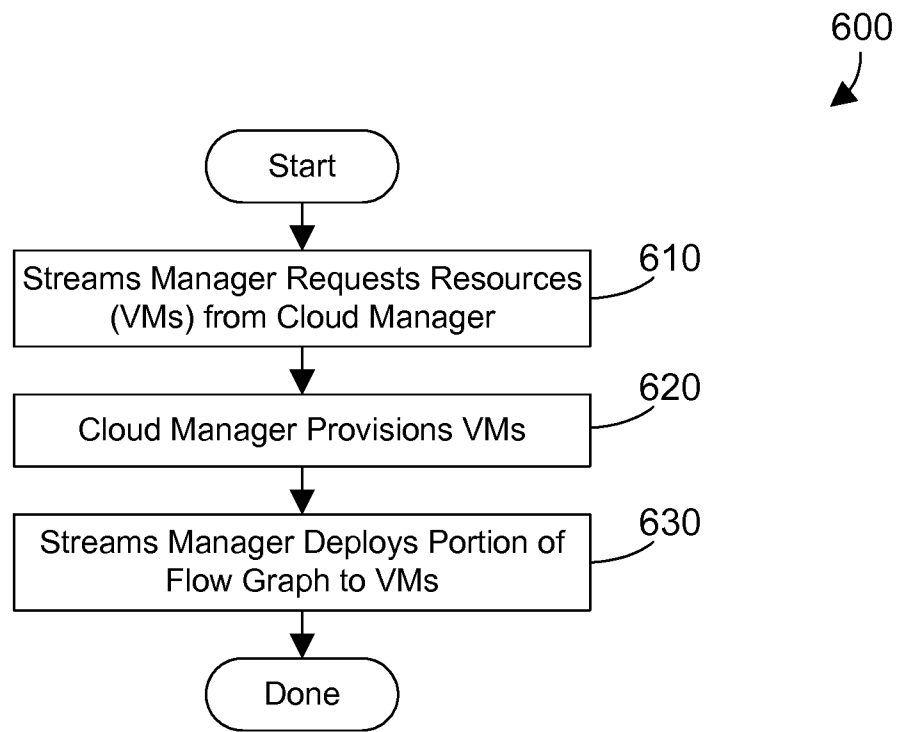 600
Start
Streams Manager Requests Resources
(VMs) from Cloud Manager
610
Cloud Manager Provisions VMs
620
Streams Manager Deploys Portion of
Flow Graph to VMs
630
Done